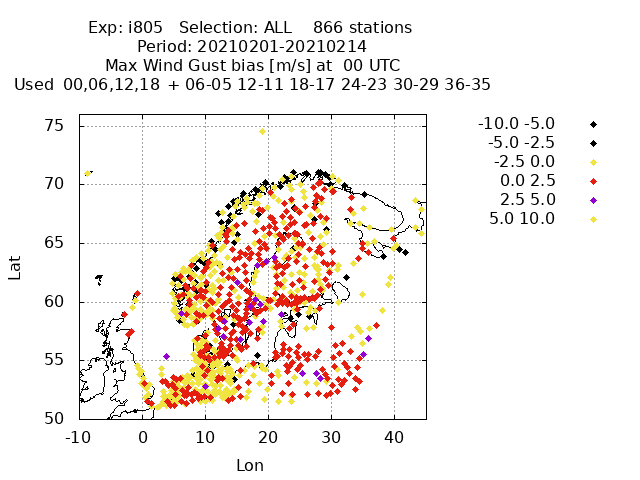 Exp: i805 Selection: ALL 866 stations
Period: 20210201-20210214
Max Wind Gust bias [m/s] at 00 UTC
Used 00,06,12,18 + 06-05 12-11 18-17 24-23 30-29 36-35
-10.0 -5.0
-5.0 -2.5
-2.5 0.0
0.0 2.5
2.5 5.0
5.0 10.0
75
70
65
60
55
50
Lat
-10 0 10 20 30 40
Lon